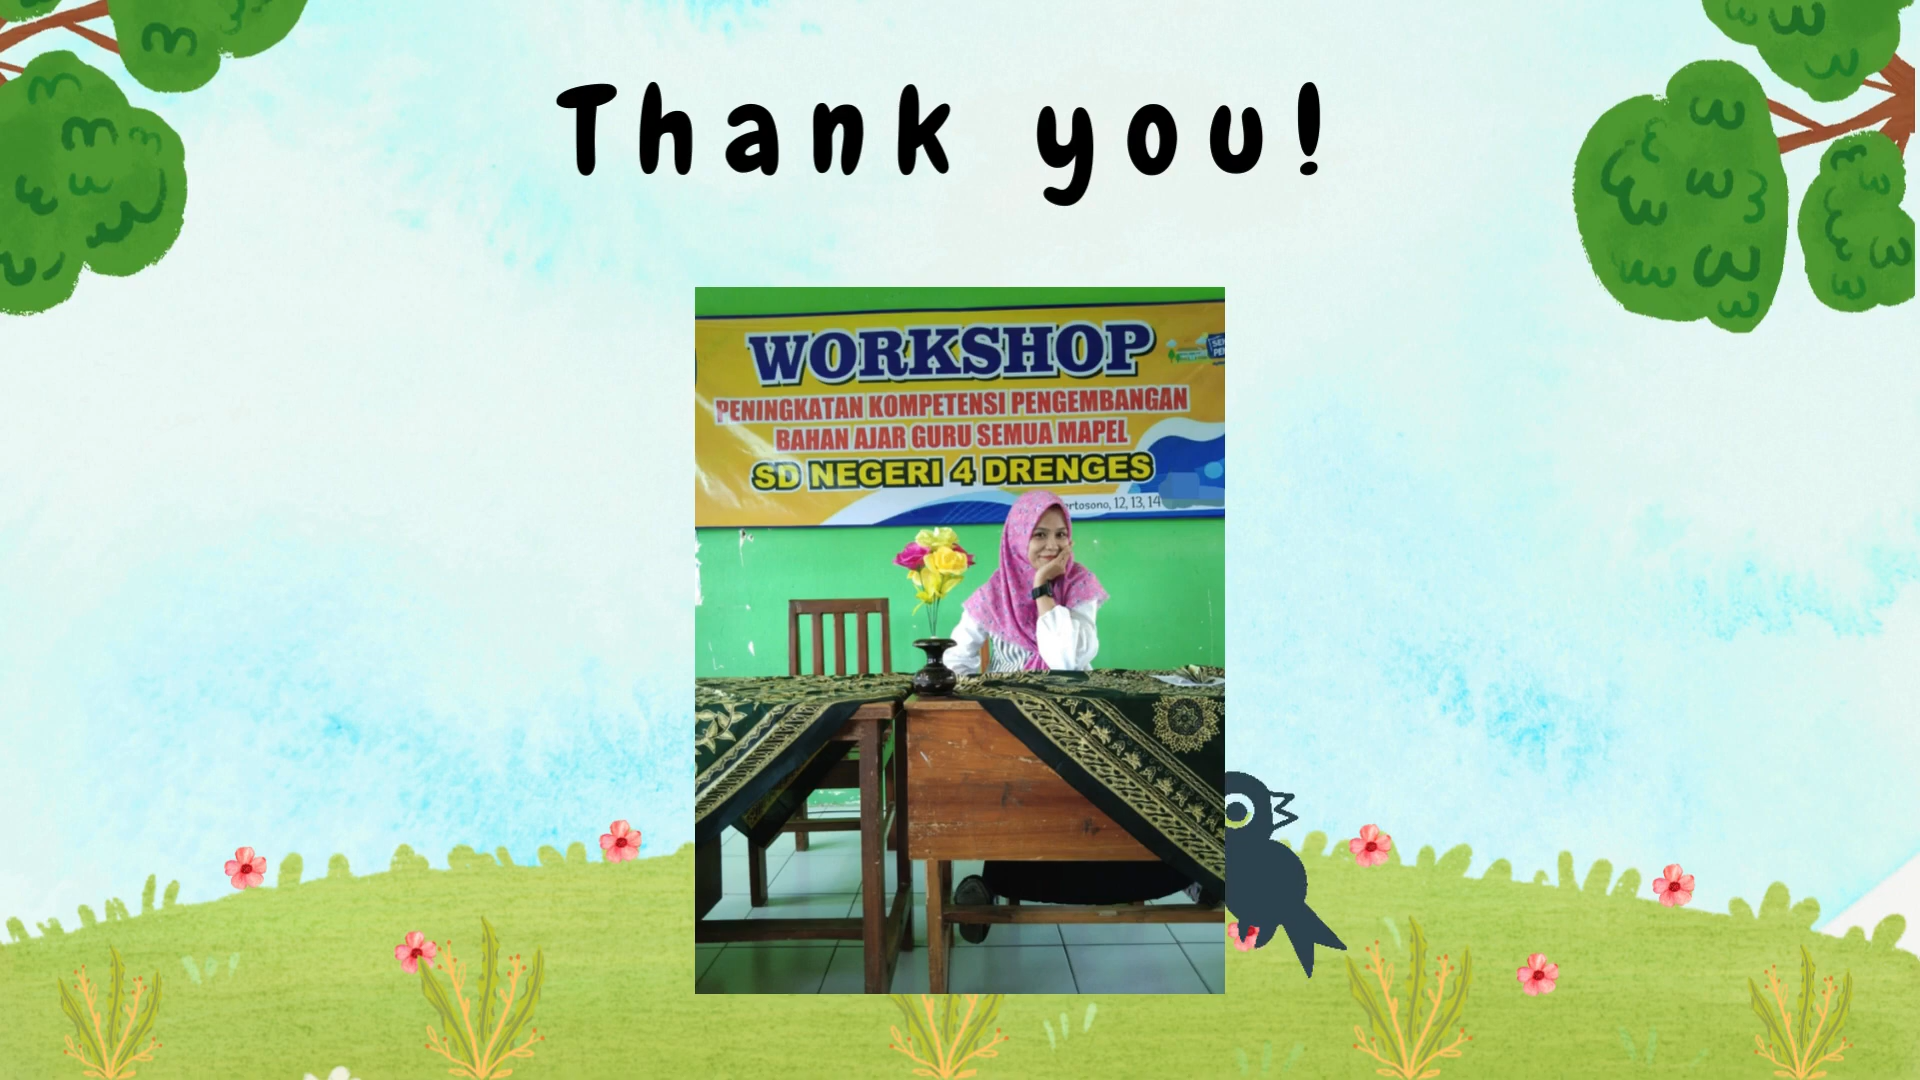 Thank you!
WORKSHOP
PENINGKATAN KOMPETENSI PENGEMBANGAN
BAHAN AJAR GURU SEMUA MAPEL
SD NEGERI 4 DRENGES
12, 13, 14